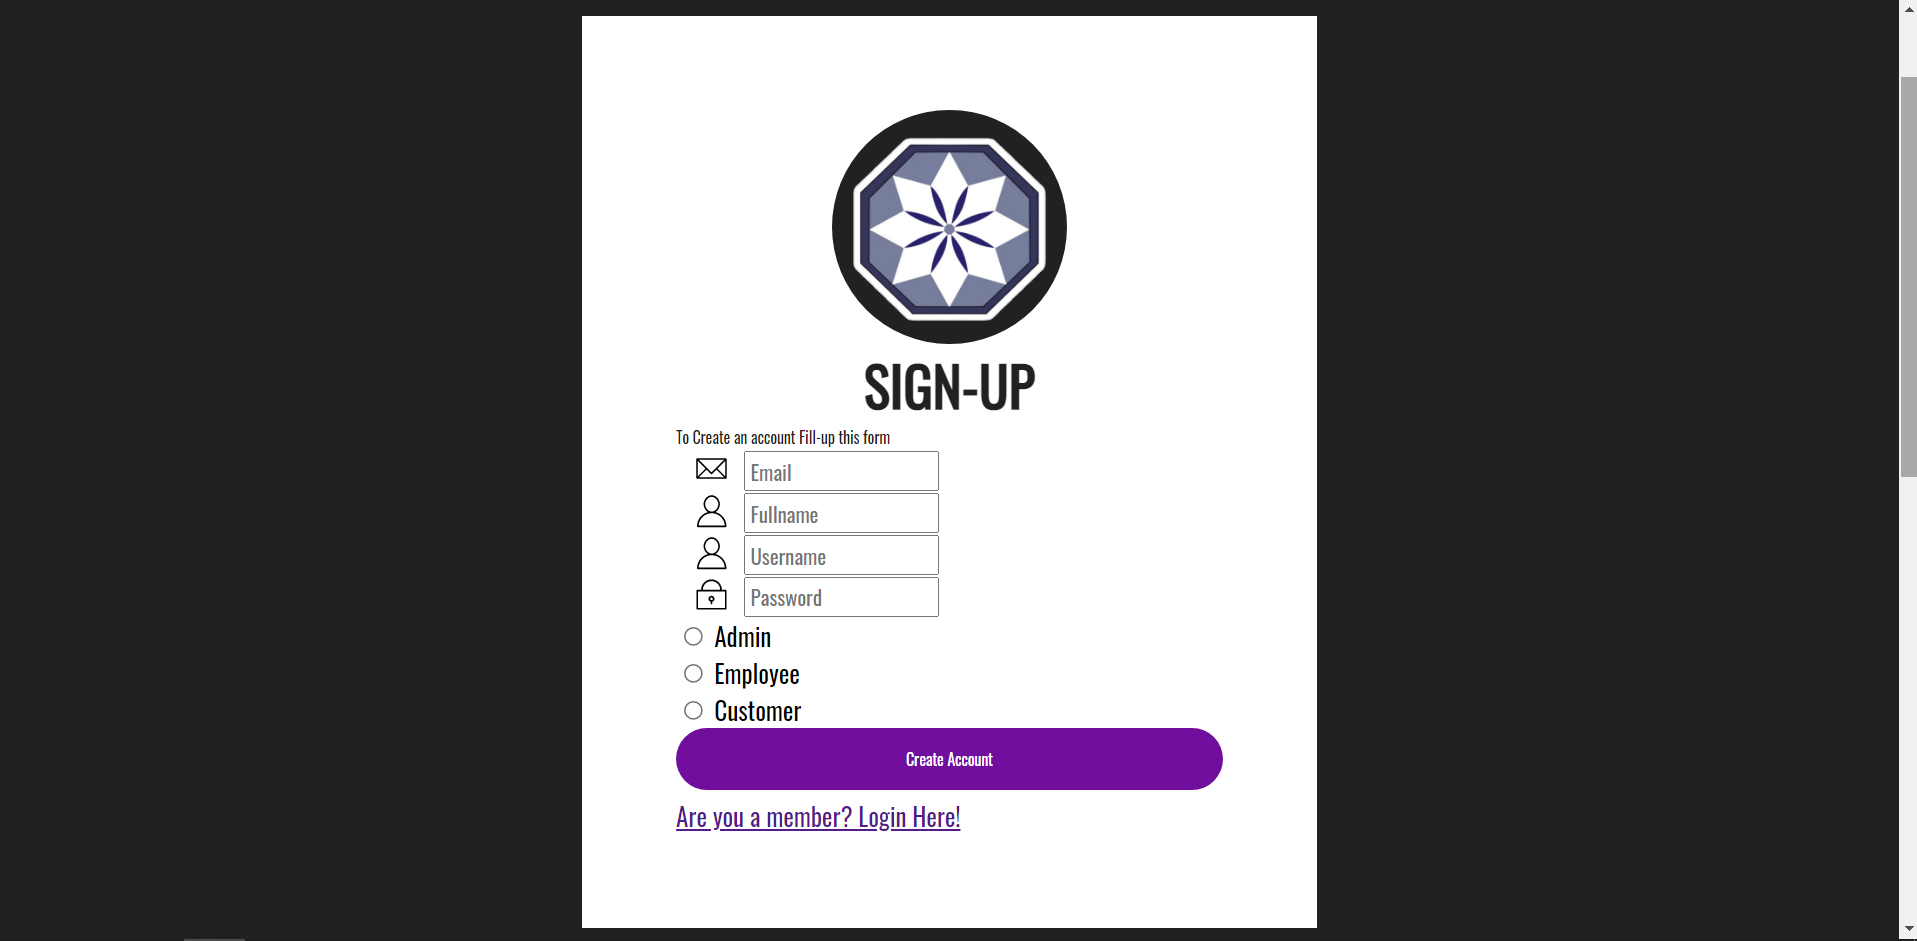 SIGN-UP
To Create an account Fill-up this form
Email
Fullname
Username
Password
Admin
Employee
Customer
Create Account
Are you a member? Login Here!